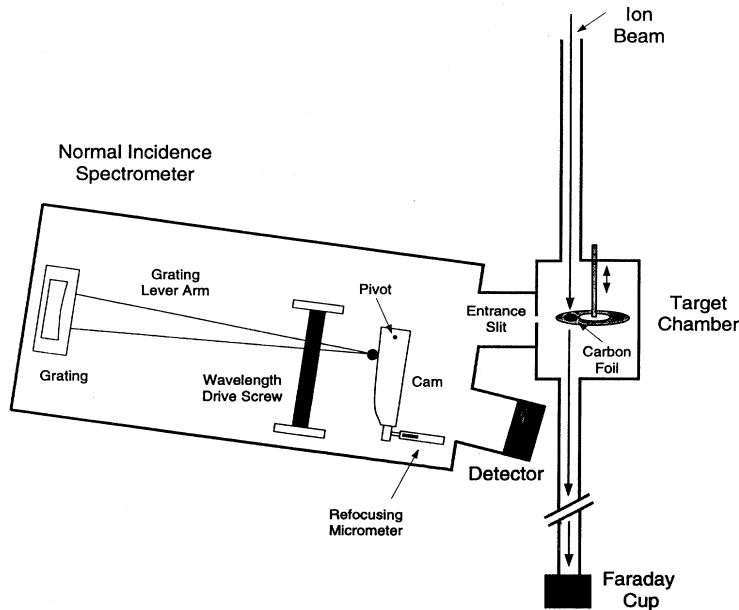 Ion
Beam
Normal Incidence
Spectrometer
Grating
Lever Arm
Pivot
Entrance
Slit
Target
Chamber
Carbon
Foil
Grating
Wavelength
Drive Screw
Cam
Detector
Refocusing
Micrometer
Faraday
Cup